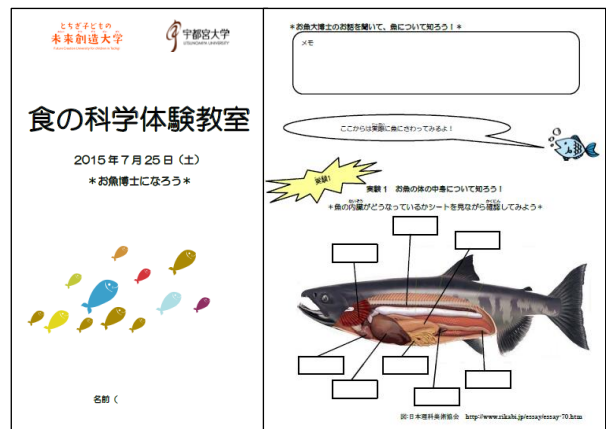 とちぎ子どもの
未来創造大学
宇都宮大学
UTSUNOMIYA UNIVERSITY
食の科学体験教室
2015年7月25日（土）
＊お魚博士になろう＊
名前（
＊お魚大博士のお話を聞いて、魚について知ろう！＊
メモ
ここからは実際に魚にさわってみるよ！
実験！
実験１　お魚の体の中身について知ろう！
＋魚の内臓がどうなっているかシートを見ながら確認してみよう＋
図:日本理科美術協会　http://www.rikabi.jp/essay/essay-70.htm